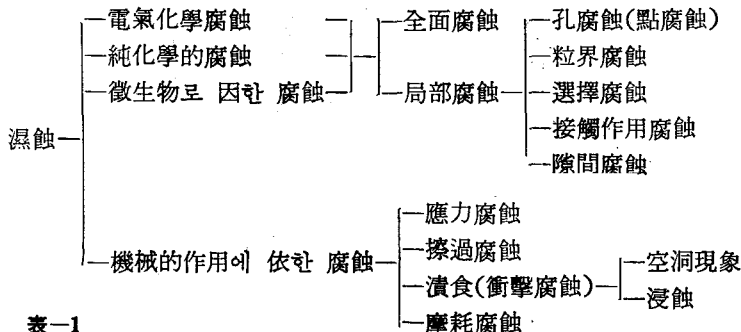 電氣化學腐蝕
純化學的腐蝕
微生物로 因한 腐蝕
全面腐蝕
局部腐蝕
孔腐蝕(點腐蝕)
粒界腐蝕
選擇腐蝕
接觸作用腐蝕
隙間腐蝕
濕蝕
機械的作用에 依한 腐蝕
應力腐蝕
擦過腐蝕
潰食(衝擊腐蝕)
摩耗腐蝕
空洞現象
浸蝕
表-1